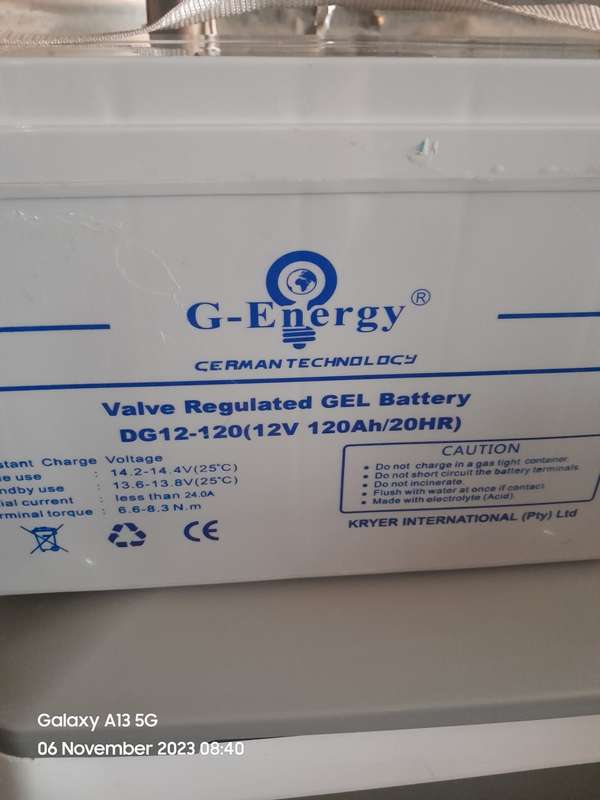 G-Energy®
GERMAN TECHNOLOGY
Valve Regulated GEL Battery
DG12-120(12V 120Ah/20HR)
stant Charge Voltage
le use : 14.2-14.4V(25°C)
ndby use : 13.6-13.8V(25°C)
ial current : less than 24.0A
erminal torque : 6.6-8.3 N.m
CE
CAUTION
• Do not charge in a gas tight container.
• Do not short circuit the battery terminals
• Do not incinerate.
• Flush with water at once if contact
• Made with electrolyte (Acid).
KRYER INTERNATIONAL (Pty) Ltd
Galaxy A13 5G
06 November 2023 08:40